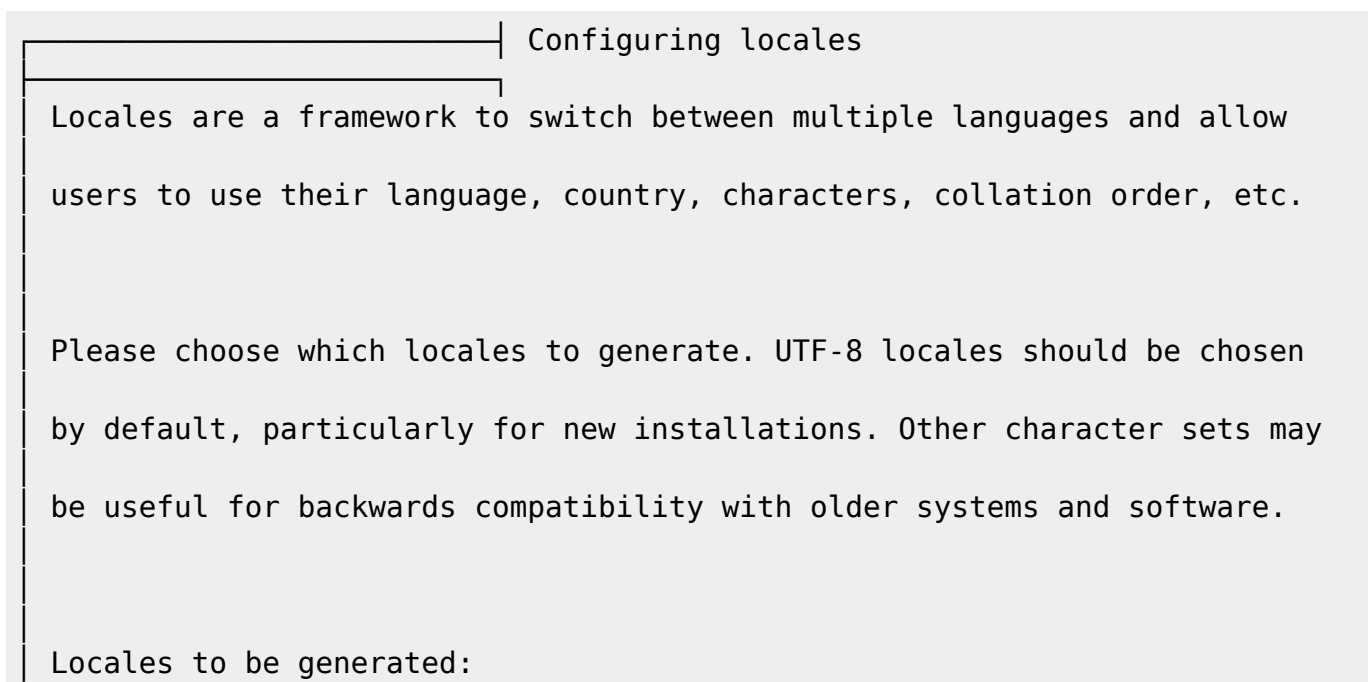 Configuring locales
Locales are a framework to switch between multiple languages and allow
users to use their language, country, characters, collation order, etc.
Please choose which locales to generate. UTF-8 locales should be chosen
by default, particularly for new installations. Other character sets may
be useful for backwards compatibility with older systems and software.
Locales to be generated: